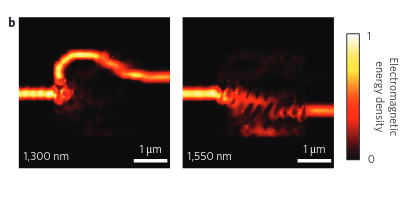 b
1,300 nm
1 μm
1,550 nm
1 μm
1
0
Electromagnetic
energy density